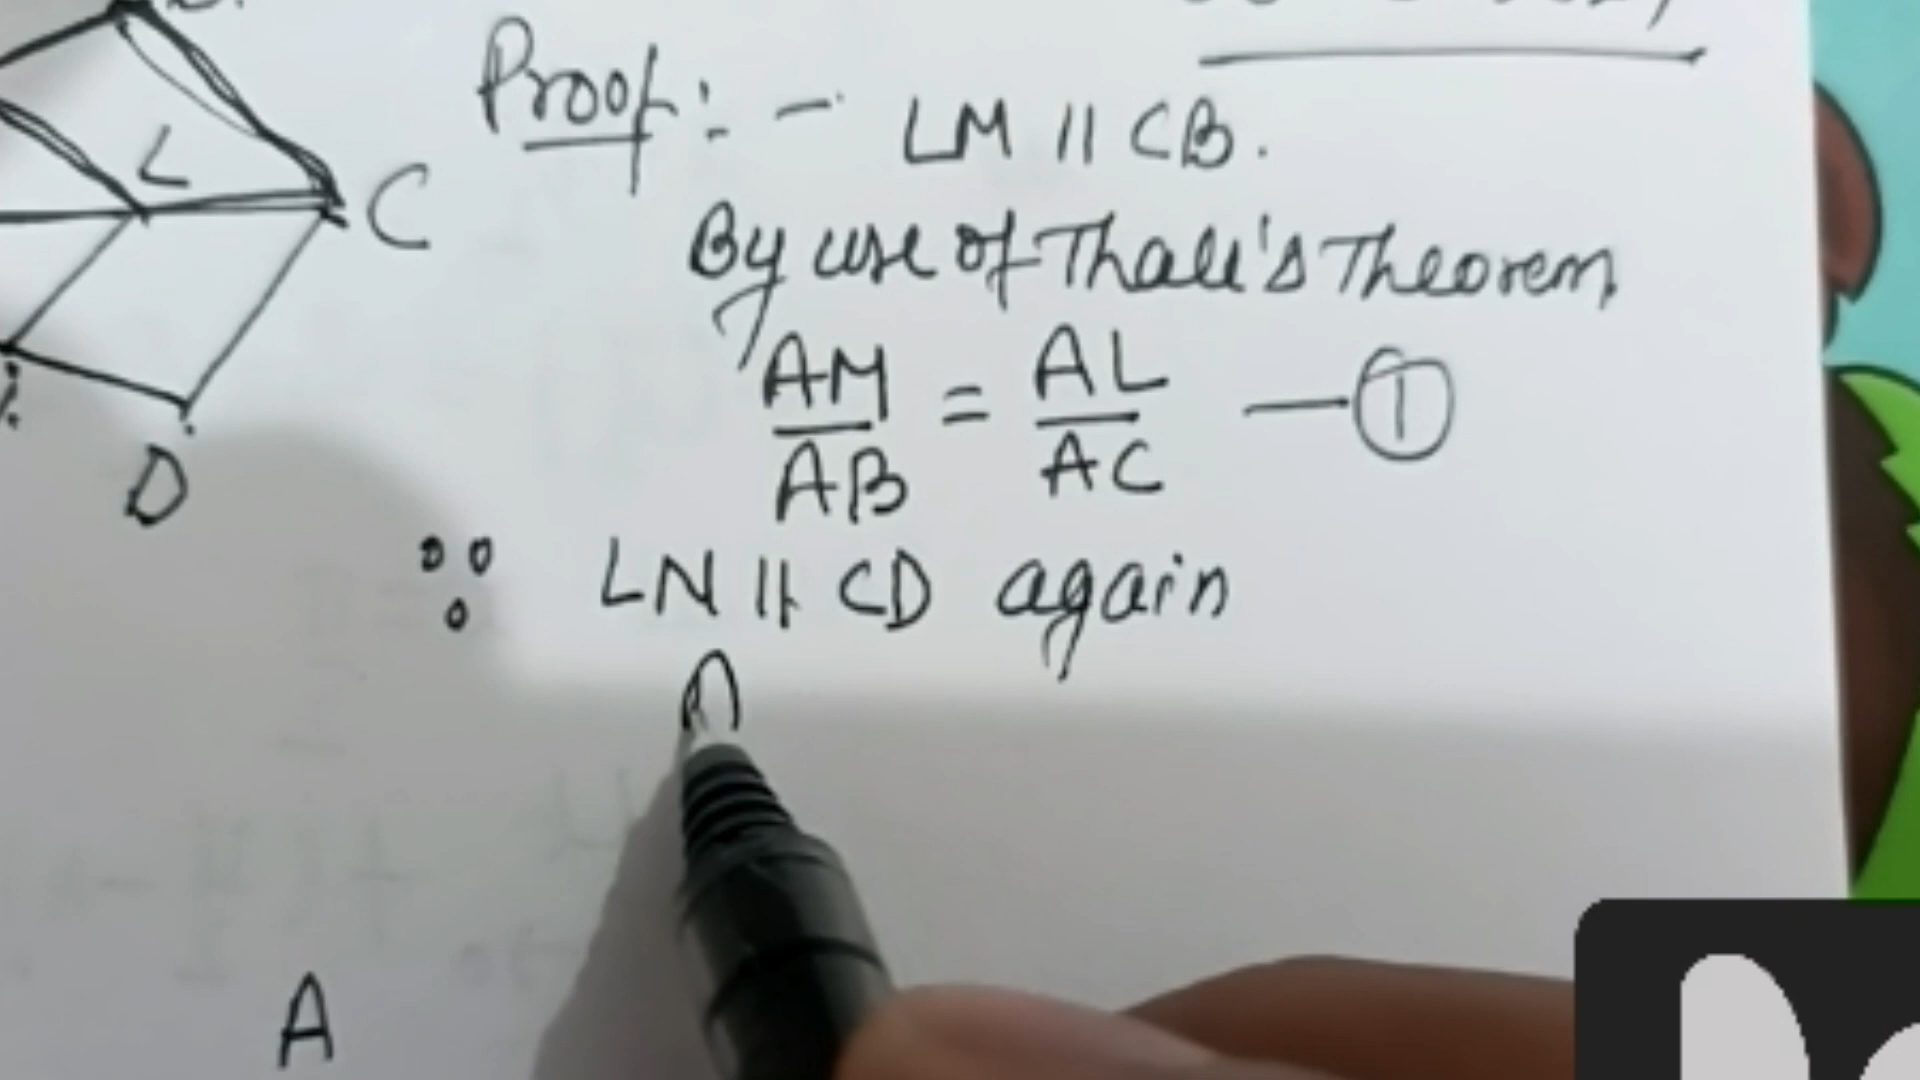 L
C
D
Proof:- LM || CB.
By use of Thale's Theorem
AM/AB = AL/AC — ①
∵ LN || CD again
A